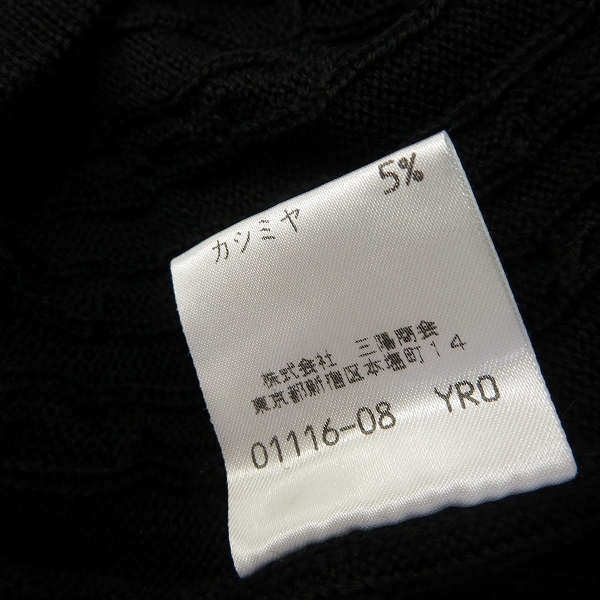 カシミヤ 5%
株式会社 三陽商会
東京都新宿区本塩町14
01116-08 YRO